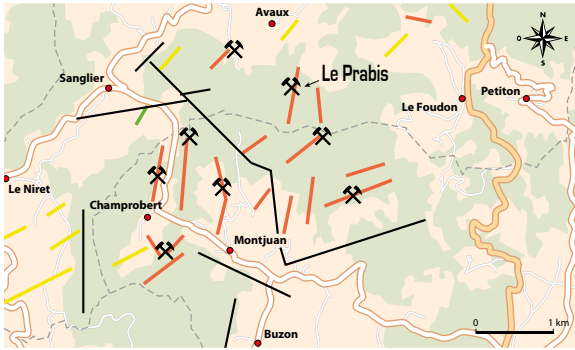 Avaux
N
O
E
S
Le Prabis
Sanglier
Petiton
Le Foudon
Le Niret
Champrobert
Montjuan
0 1 km
Buzon